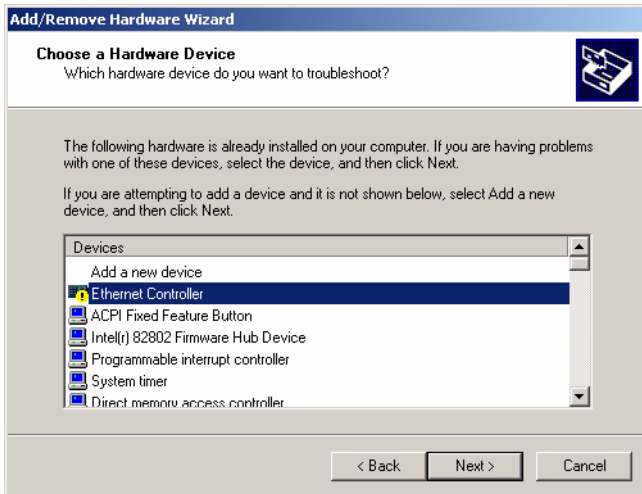 Add/Remove Hardware Wizard
Choose a Hardware Device
Which hardware device do you want to troubleshoot?
The following hardware is already installed on your computer. If you are having problems
with one of these devices, select the device, and then click Next.
If you are attempting to add a device and it is not shown below, select Add a new
device, and then click Next.
Devices
Add a new device
Ethernet Controller
ACPI Fixed Feature Button
Intel(r) 82802 Firmware Hub Device
Programmable interrupt controller
System timer
Direct memory access controller
< Back
Next >
Cancel